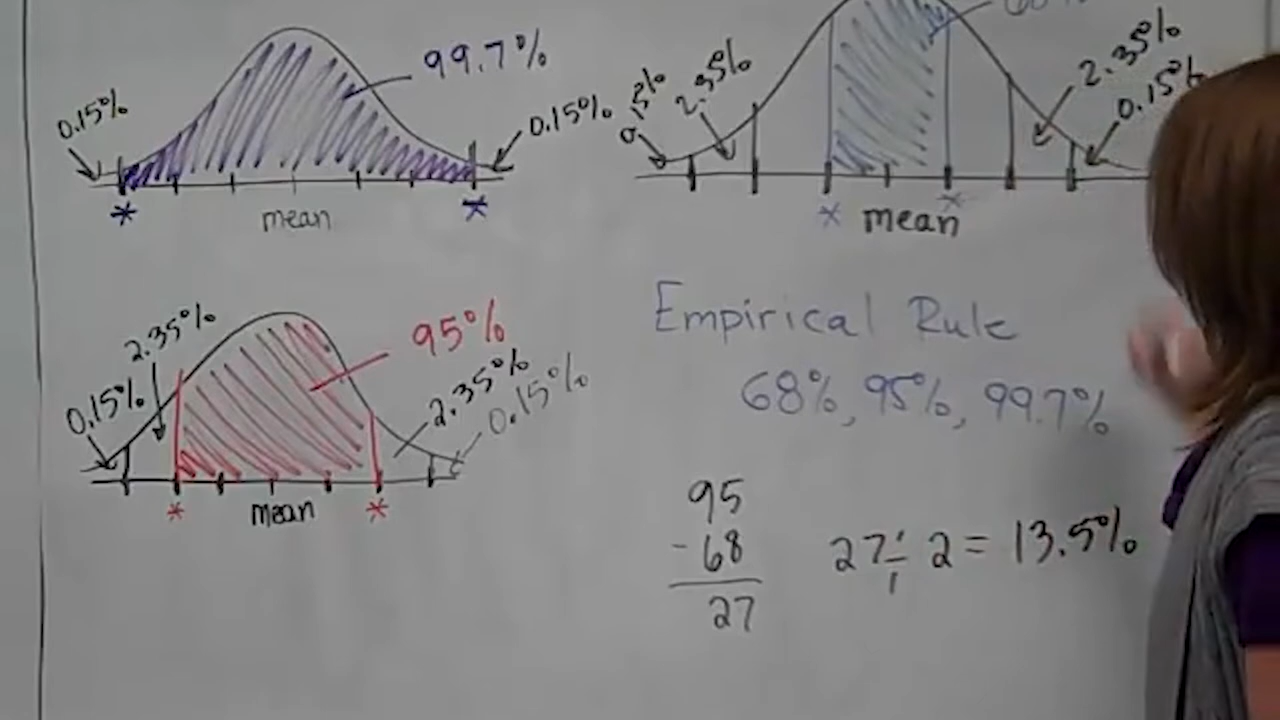 99.7%
0.15%
0.15%
mean
0.15%
2.35%
2.35%
0.15%
mean
2.35%
0.15%
95%
2.35%
0.15%
mean
Empirical Rule
68%, 95%, 99.7%
95
-68
27
27 ÷ 2 = 13.5%